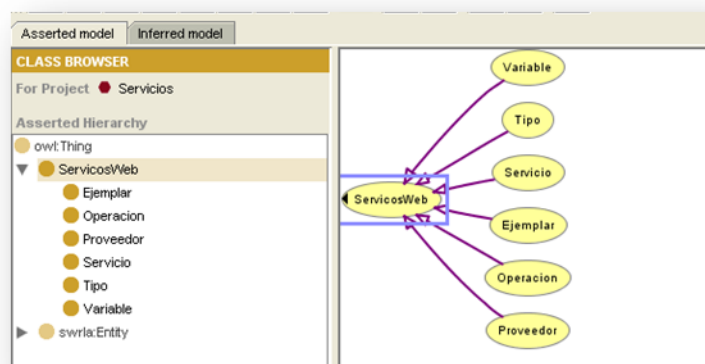 Asserted model
Inferred model
CLASS BROWSER
For Project Servicios
Asserted Hierarchy
owl:Thing
ServicosWeb
Ejemplar
Operacion
Proveedor
Servicio
Tipo
Variable
swrla:Entity
Variable
Tipo
Servicio
ServicosWeb
Ejemplar
Operacion
Proveedor